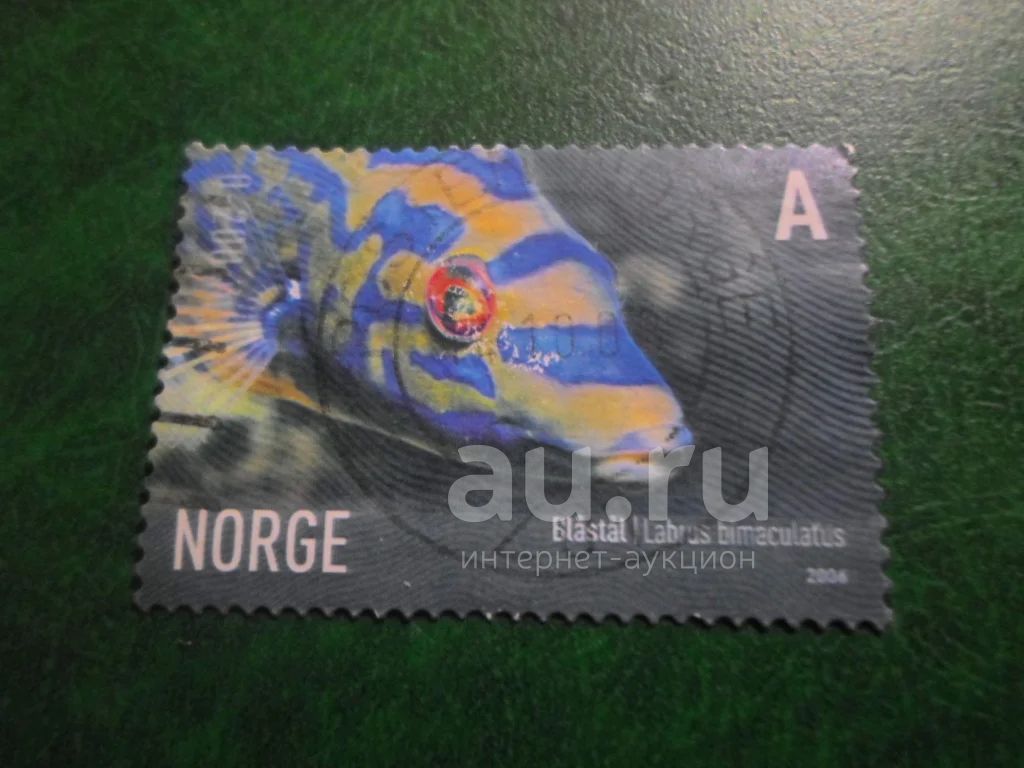 A
au.ru
NORGE
Blåstål | Labrus bimaculatus
интернет-аукцион
2006